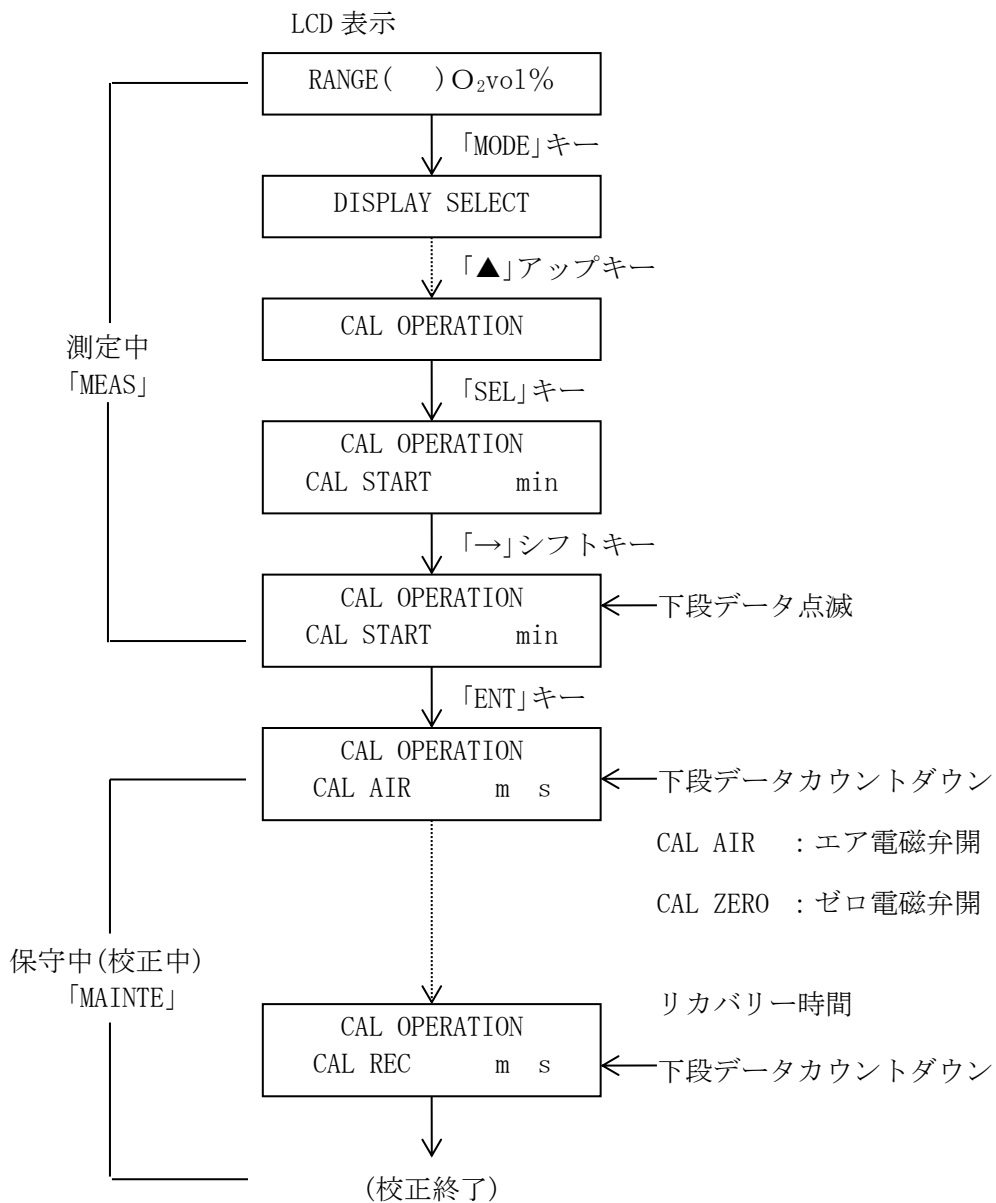 LCD 表示
RANGE(　　)O₂vol%
「MODE」キー
DISPLAY SELECT
「▲」アップキー
CAL OPERATION
測定中
「MEAS」
「SEL」キー
CAL OPERATION
CAL START　　min
「→」シフトキー
CAL OPERATION
CAL START　　min
下段データ点滅
「ENT」キー
CAL OPERATION
CAL AIR　　m　s
下段データカウントダウン
CAL AIR　：エア電磁弁開
CAL ZERO　：ゼロ電磁弁開
保守中(校正中)
「MAINTE」
リカバリー時間
CAL OPERATION
CAL REC　　m　s
下段データカウントダウン
(校正終了)